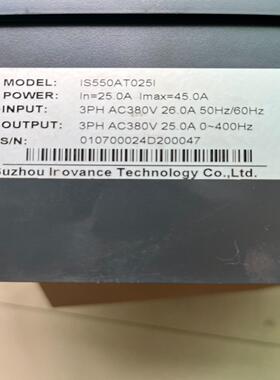 MODEL: IS550AT025I
POWER: In=25.0A Imax=45.0A
INPUT: 3PH AC380V 26.0A 50Hz/60Hz
OUTPUT: 3PH AC380V 25.0A 0~400Hz
S/N: 010700024D200047
Suzhou Inovance Technology Co.,Ltd.